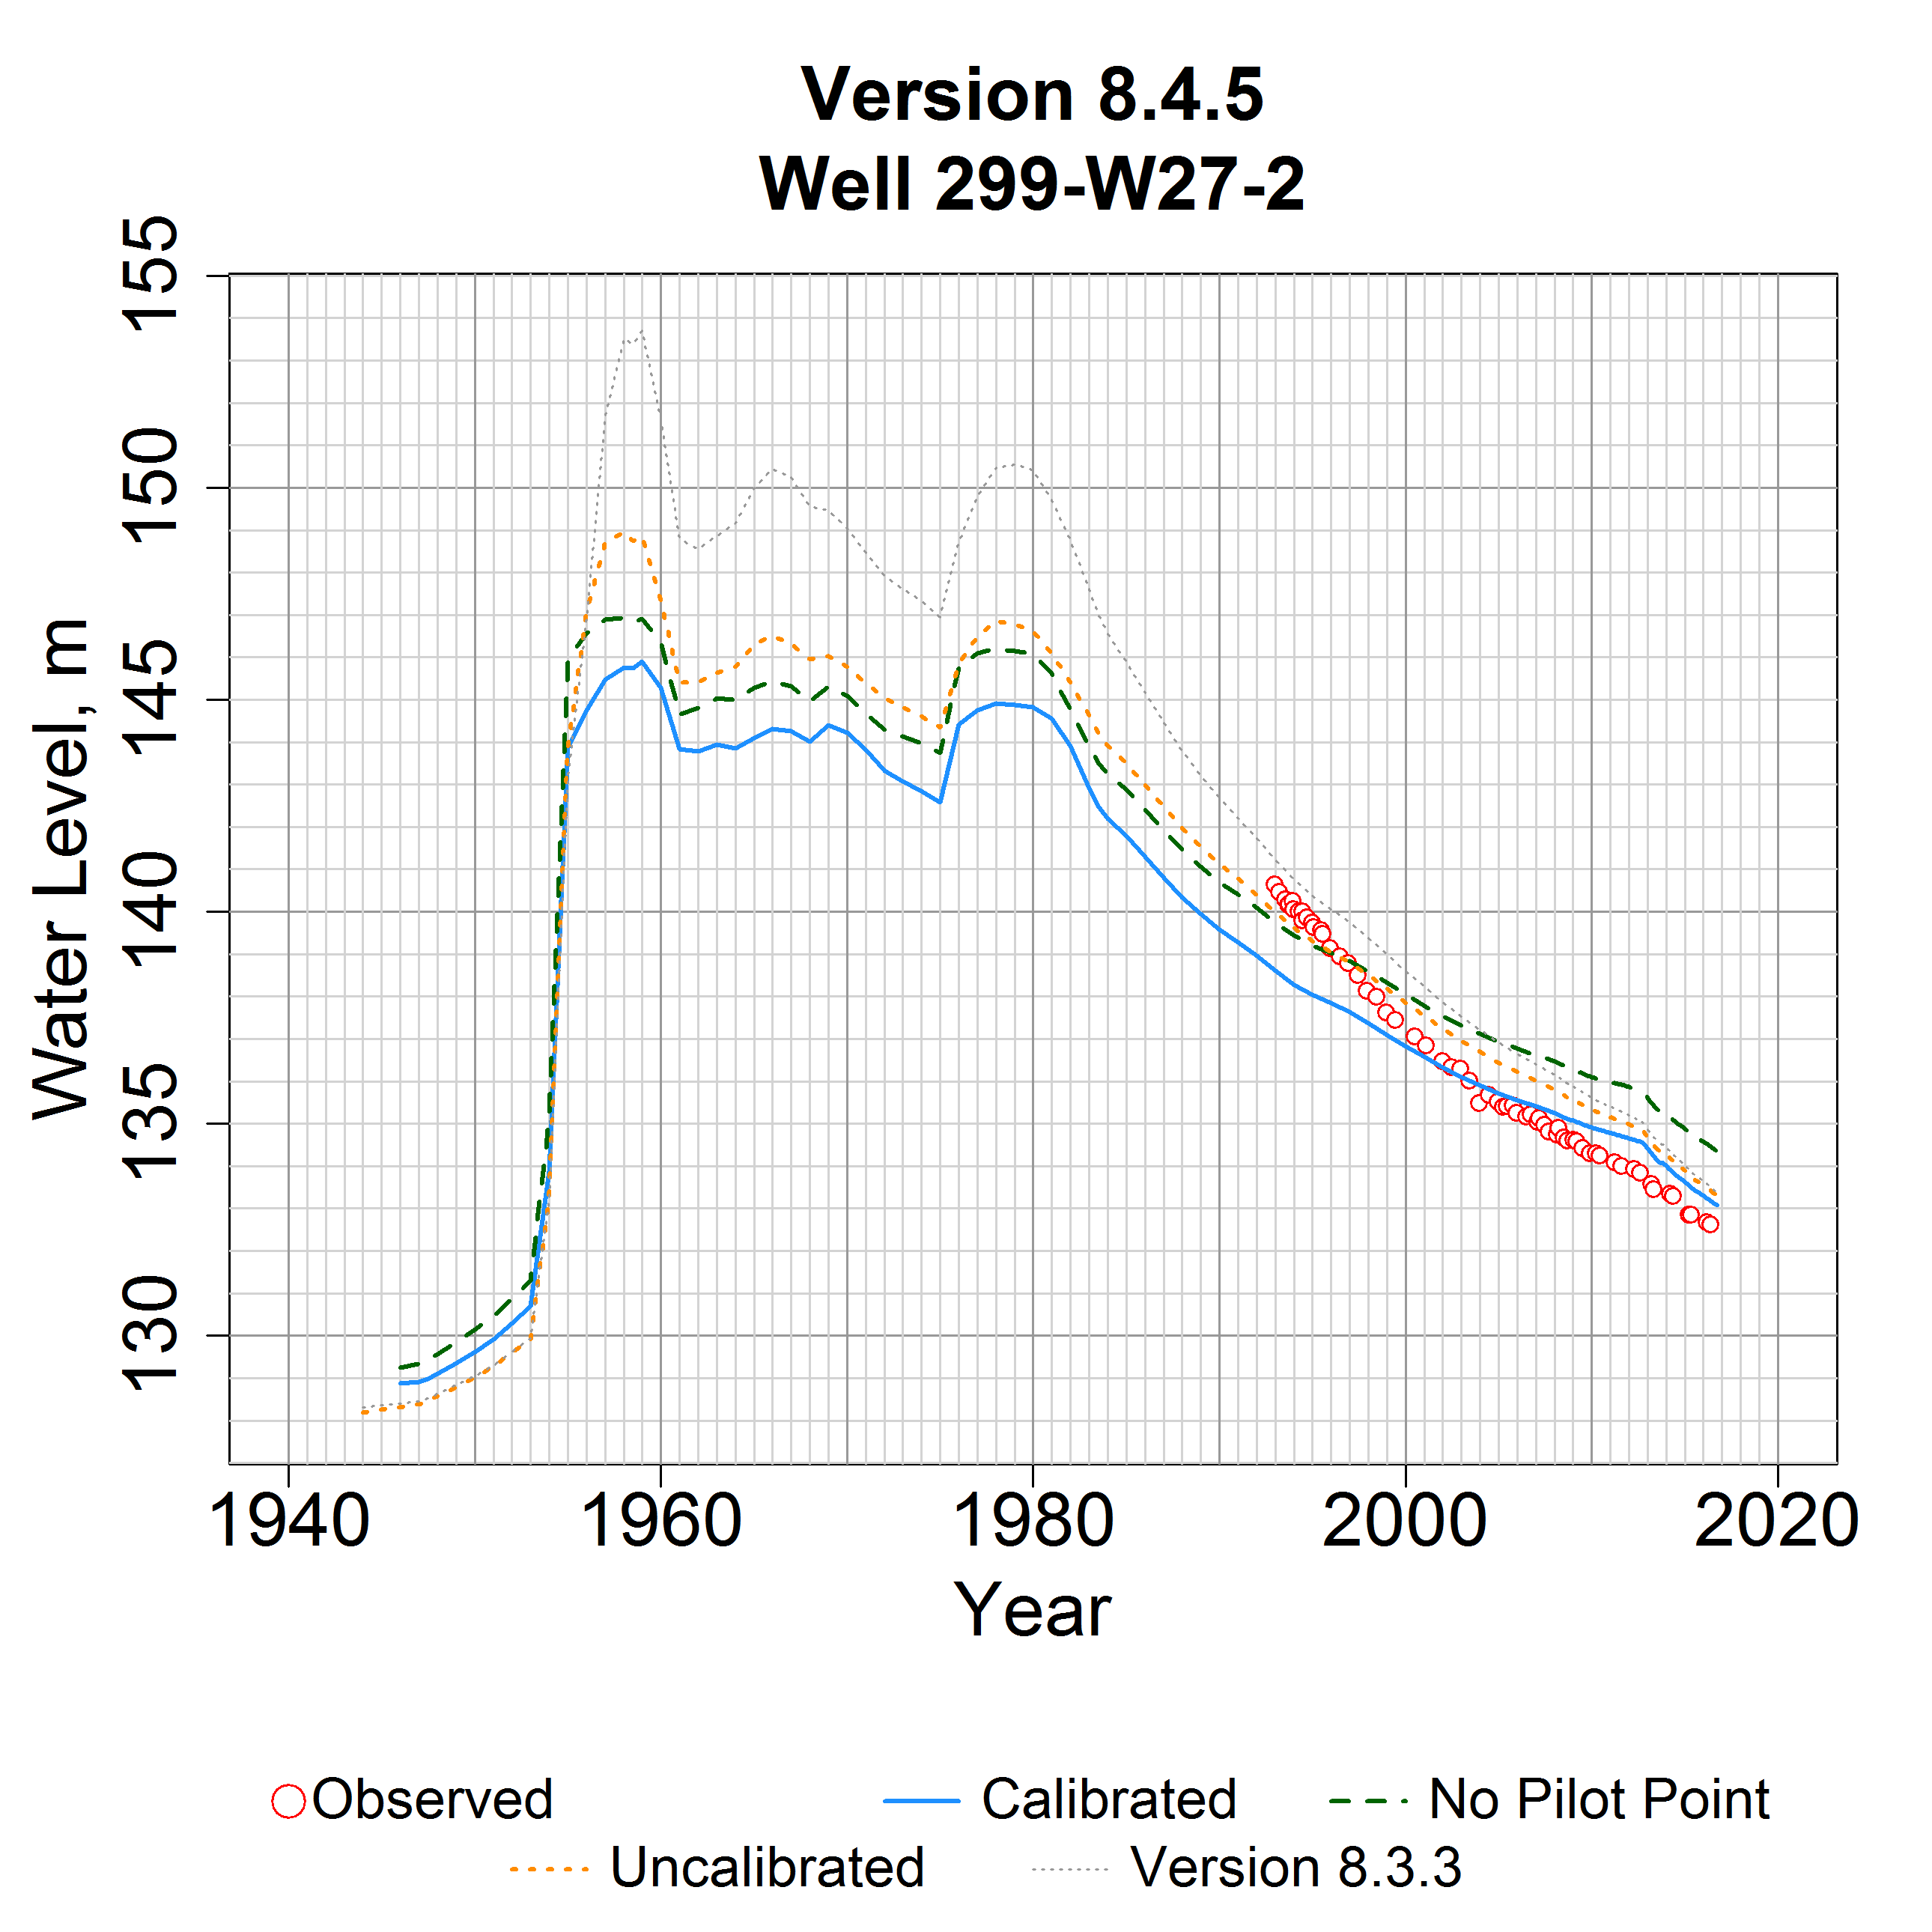 Version 8.4.5
Well 299-W27-2
Water Level, m
155
150
145
140
135
130
1940 1960 1980 2000 2020
Year
Observed Calibrated No Pilot Point
Uncalibrated Version 8.3.3